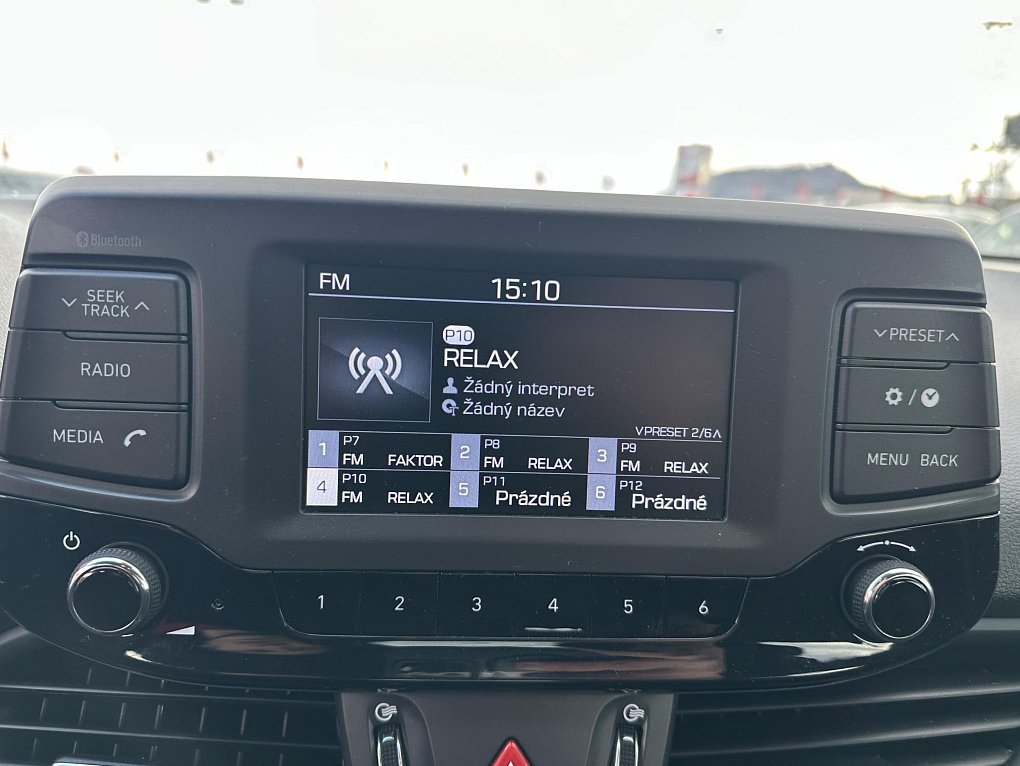 Bluetooth
SEEK
TRACK
RADIO
MEDIA
FM 15:10
P10
RELAX
Žádný interpret
Žádný název
PRESET 2/6
1 P7 FM FAKTOR
2 P8 FM RELAX
3 P9 FM RELAX
4 P10 FM RELAX
5 P11 Prázdné
6 P12 Prázdné
PRESET
/
MENU BACK
1 2 3 4 5 6